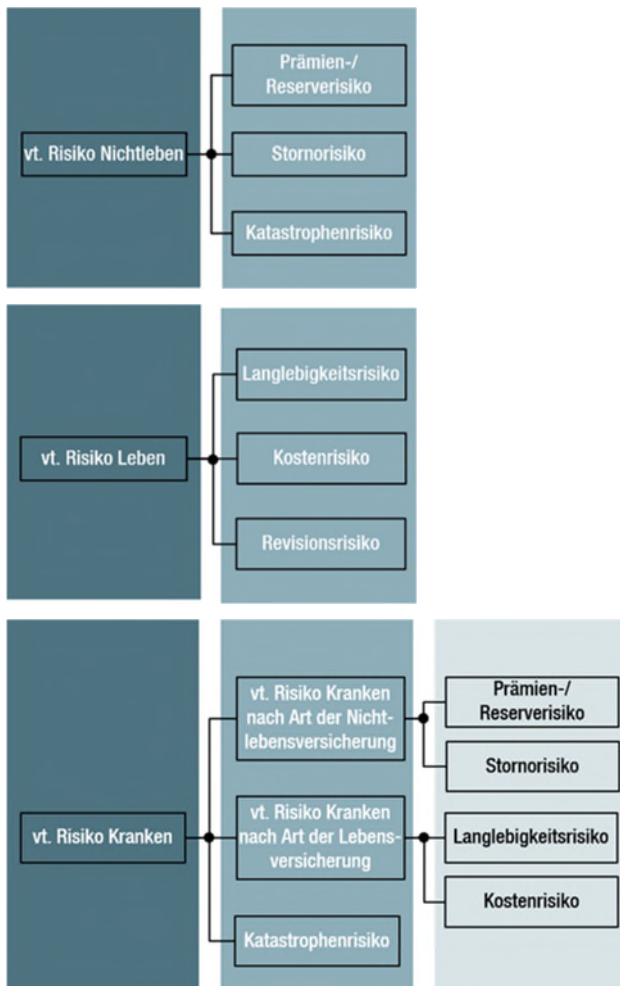 vt. Risiko Nichtleben
Prämien-/
Reserverisiko
Stornorisiko
Katastrophenrisiko
vt. Risiko Leben
Langlebigkeitsrisiko
Kostenrisiko
Revisionsrisiko
vt. Risiko Kranken
vt. Risiko Kranken
nach Art der Nicht-
lebensversicherung
Prämien-/
Reserverisiko
Stornorisiko
vt. Risiko Kranken
nach Art der Lebens-
versicherung
Langlebigkeitsrisiko
Kostenrisiko
Katastrophenrisiko